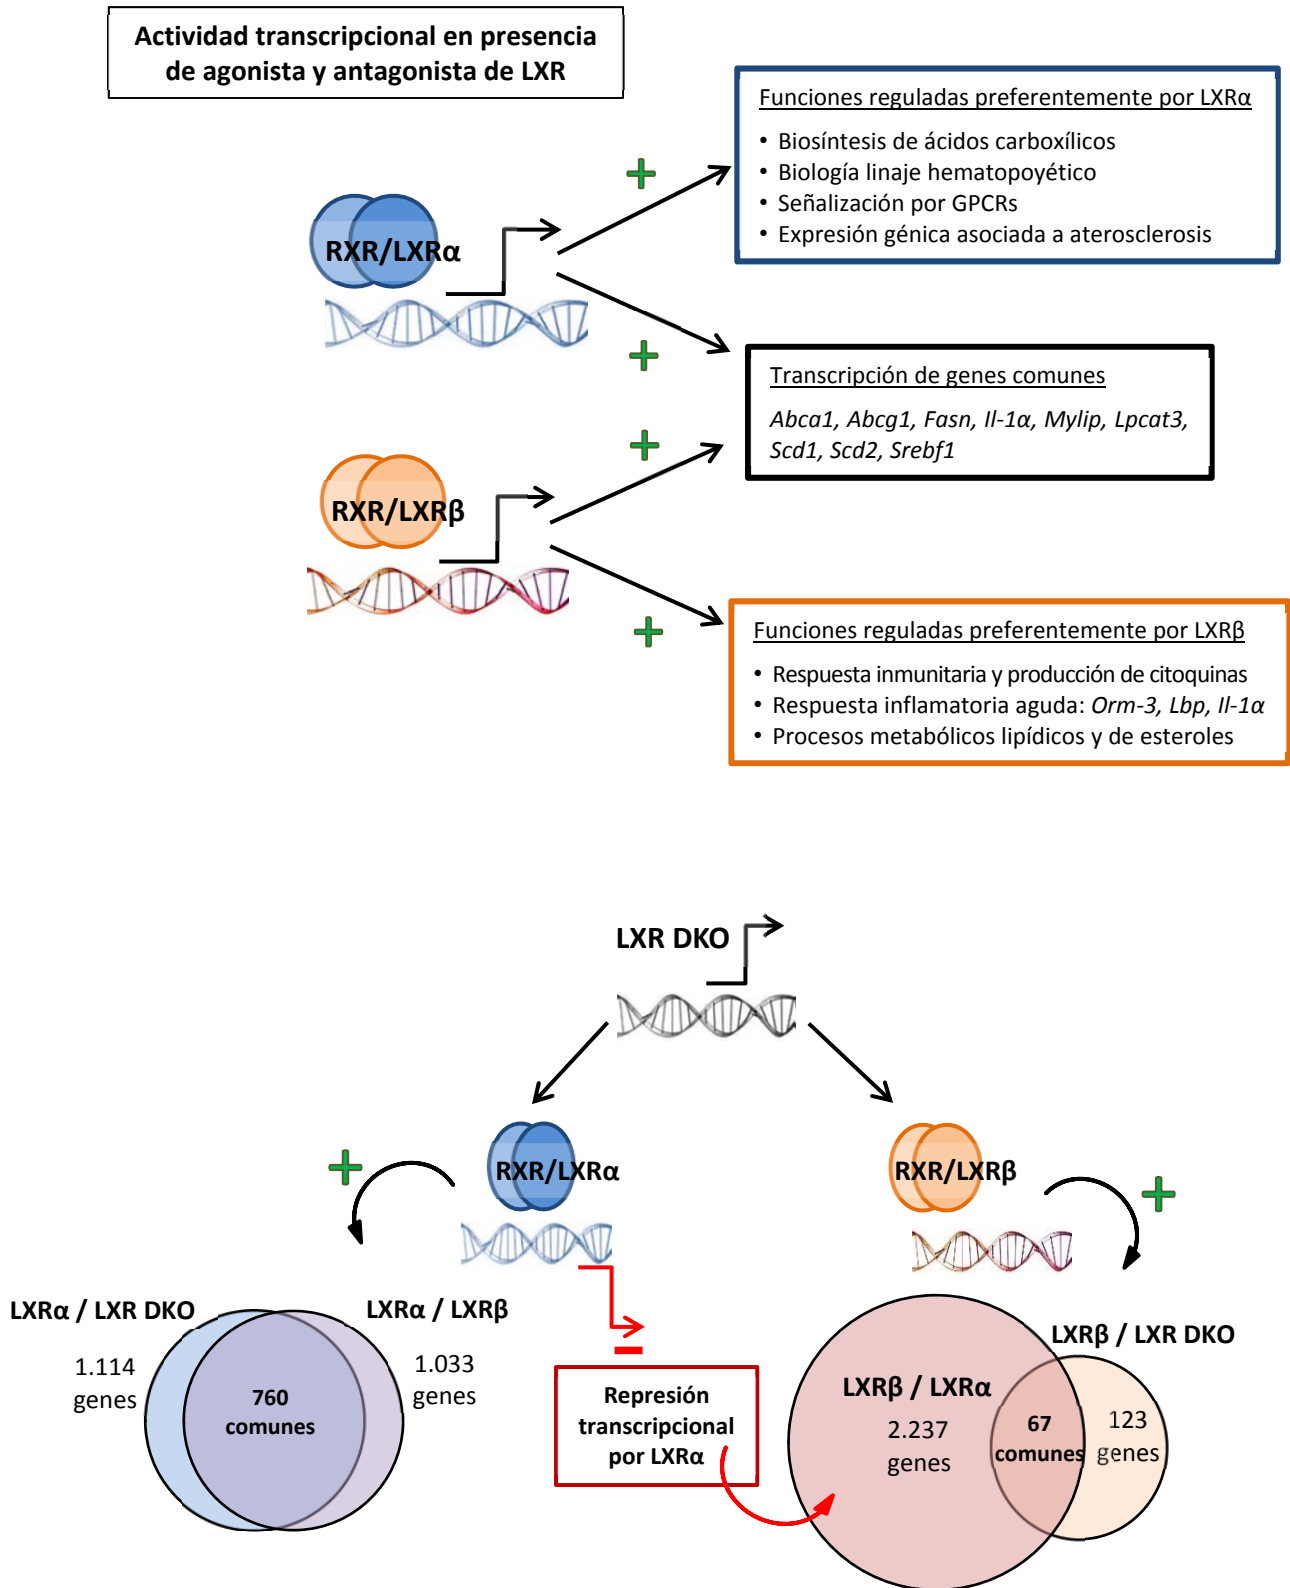 Actividad transcripcional en presencia
de agonista y antagonista de LXR
Funciones reguladas preferentemente por LXRα
• Biosíntesis de ácidos carboxílicos
• Biología linaje hematopoyético
• Señalización por GPCRs
• Expresión génica asociada a aterosclerosis
+
RXR/LXRα
+
Transcripción de genes comunes
Abca1, Abcg1, Fasn, Il-1α, Mylip, Lpcat3,
Scd1, Scd2, Srebf1
+
RXR/LXRβ
+
Funciones reguladas preferentemente por LXRβ
• Respuesta inmunitaria y producción de citoquinas
• Respuesta inflamatoria aguda: Orm-3, Lbp, Il-1α
• Procesos metabólicos lipídicos y de esteroles
LXR DKO
+
RXR/LXRα
RXR/LXRβ
+
LXRα / LXR DKO
1.114
genes
760
comunes
LXRα / LXRβ
1.033
genes
–
Represión
transcripcional
por LXRα
LXRβ / LXRα
2.237
genes
67
comunes
LXRβ / LXR DKO
123
genes